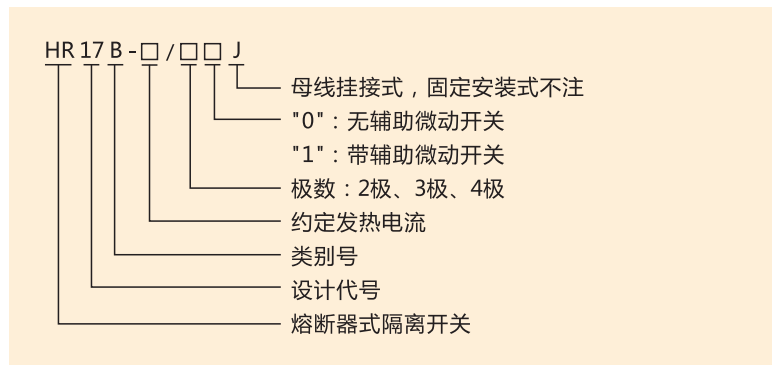 HR 17 B - □ / □ □ J
母线挂接式，固定安装式不注
"0"：无辅助微动开关
"1"：带辅助微动开关
极数：2极、3极、4极
约定发热电流
类别号
设计代号
熔断器式隔离开关